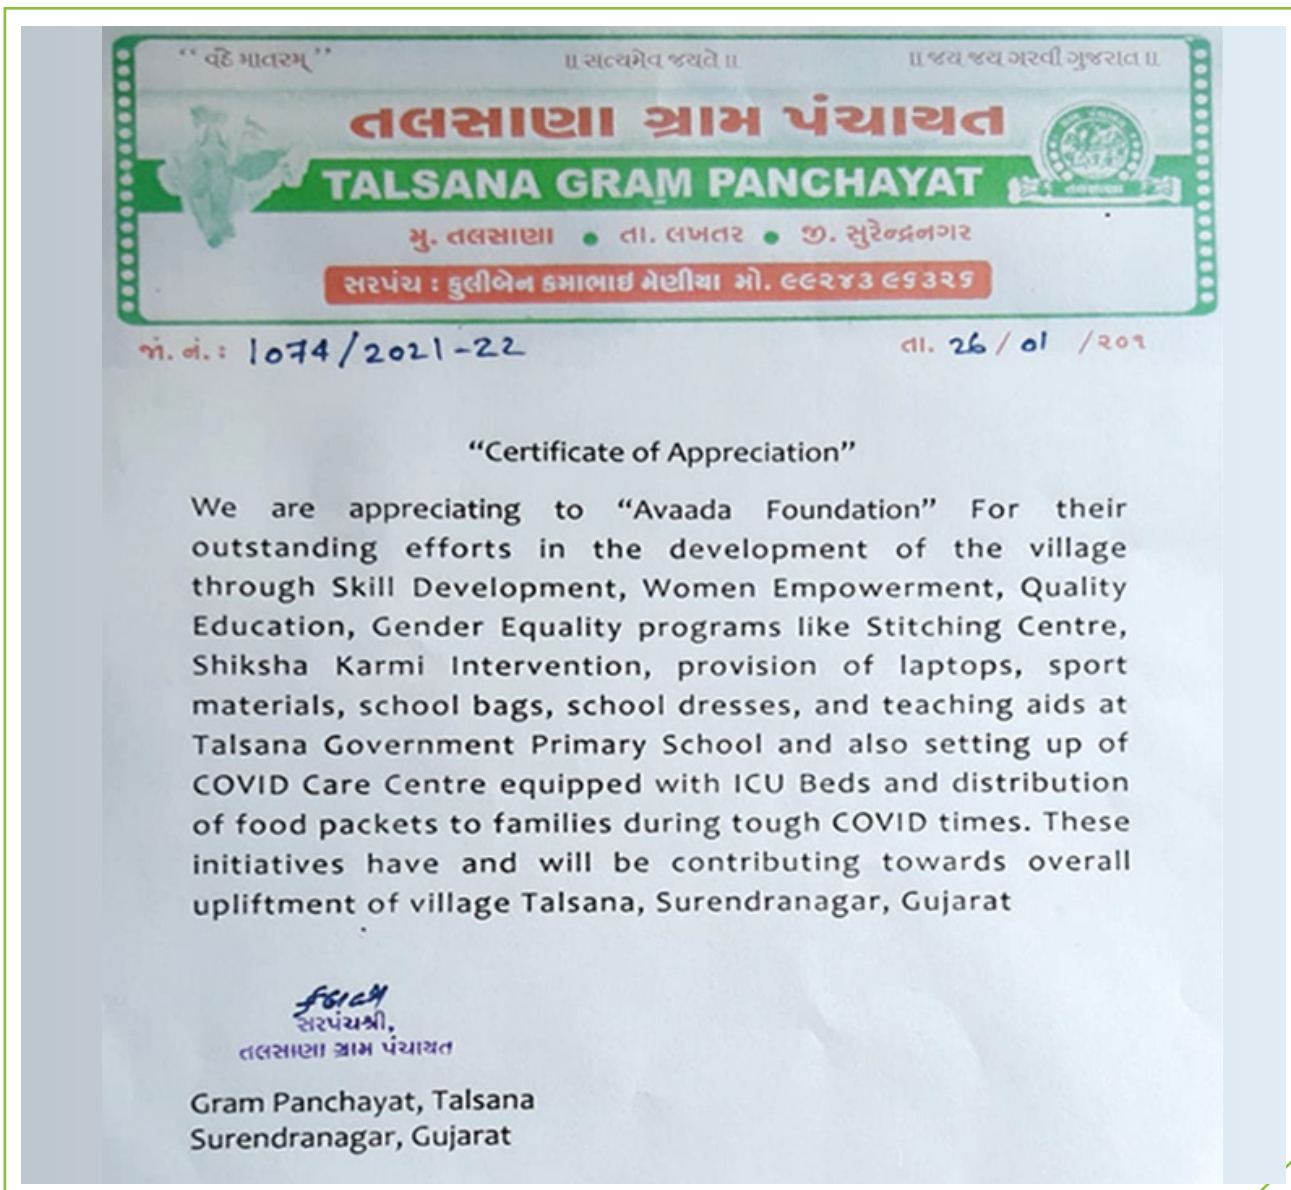 “વંદે માતરમ્”
॥ સત્યમેવ જયતે ॥
॥ જય જય ગરવી ગુજરાત ॥
તલસાણા ગ્રામ પંચાયત
TALSANA GRAM PANCHAYAT
તલસાણા
મુ. તલસાણા • તા. લખતર • જી. સુરેન્દ્રનગર
સરપંચ : કુલીબેન કમાભાઇ મેણીયા મો. ૯૯૨૪૩ ૯૬૩૨૬
જાં. નં. : 1074/2021-22
તા. 26/01 /૨૦૧
“Certificate of Appreciation”
We are appreciating to “Avaada Foundation” For their
outstanding efforts in the development of the village
through Skill Development, Women Empowerment, Quality
Education, Gender Equality programs like Stitching Centre,
Shiksha Karmi Intervention, provision of laptops, sport
materials, school bags, school dresses, and teaching aids at
Talsana Government Primary School and also setting up of
COVID Care Centre equipped with ICU Beds and distribution
of food packets to families during tough COVID times. These
initiatives have and will be contributing towards overall
upliftment of village Talsana, Surendranagar, Gujarat
સરપંચશ્રી,
તલસાણા ગ્રામ પંચાયત
Gram Panchayat, Talsana
Surendranagar, Gujarat